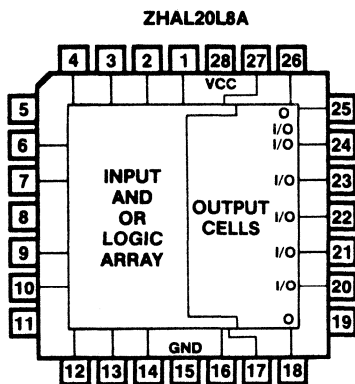 ZHAL20L8A
4 3 2 1 28 27 26
VCC
5 25
O
I/O
6 I/O 24
7 I/O 23
INPUT
AND
OR
LOGIC
ARRAY
OUTPUT
CELLS
8 I/O 22
9 I/O 21
10 I/O 20
11 O 19
GND
12 13 14 15 16 17 18